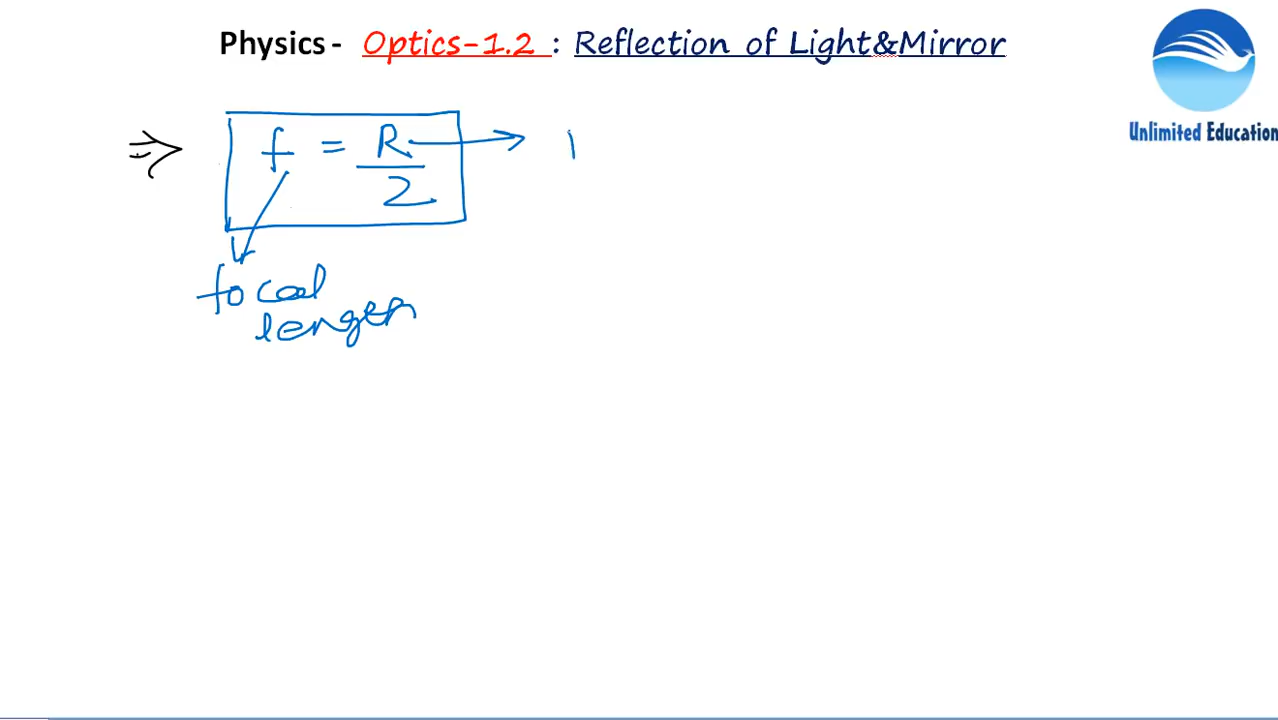 Physics - Optics-1.2 : Reflection of Light&Mirror
Unlimited Education
⇒ f = R/2 →
focal
length